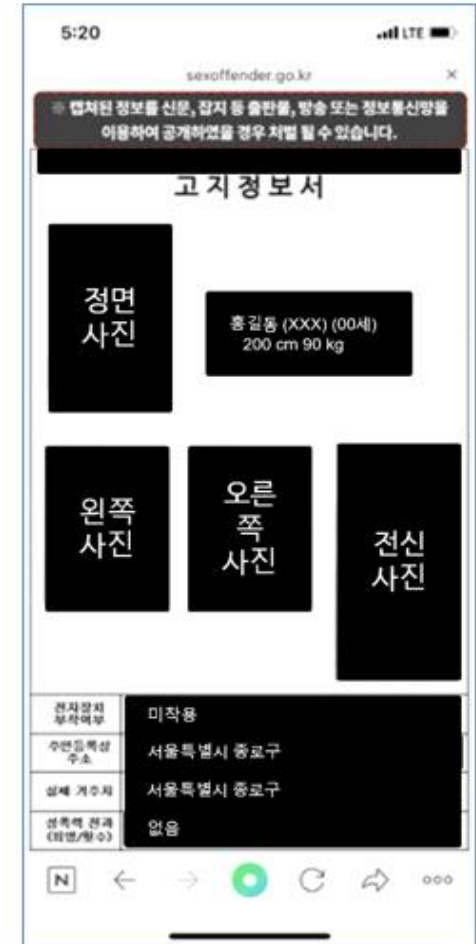 5:20
LTE
sexoffender.go.kr ×
※ 캡쳐된 정보를 신문, 잡지 등 출판물, 방송 또는 정보통신망을
이용하여 공개하였을 경우 처벌 될 수 있습니다.
고지정보서
정면
사진
홍길동 (XXX) (00세)
200 cm 90 kg
왼쪽
사진
오른
쪽
사진
전신
사진
전자장치
부착여부
미착용
주민등록상
주소
서울특별시 종로구
실제 거주지
서울특별시 종로구
성폭력 전과
(죄명/횟수)
없음
N